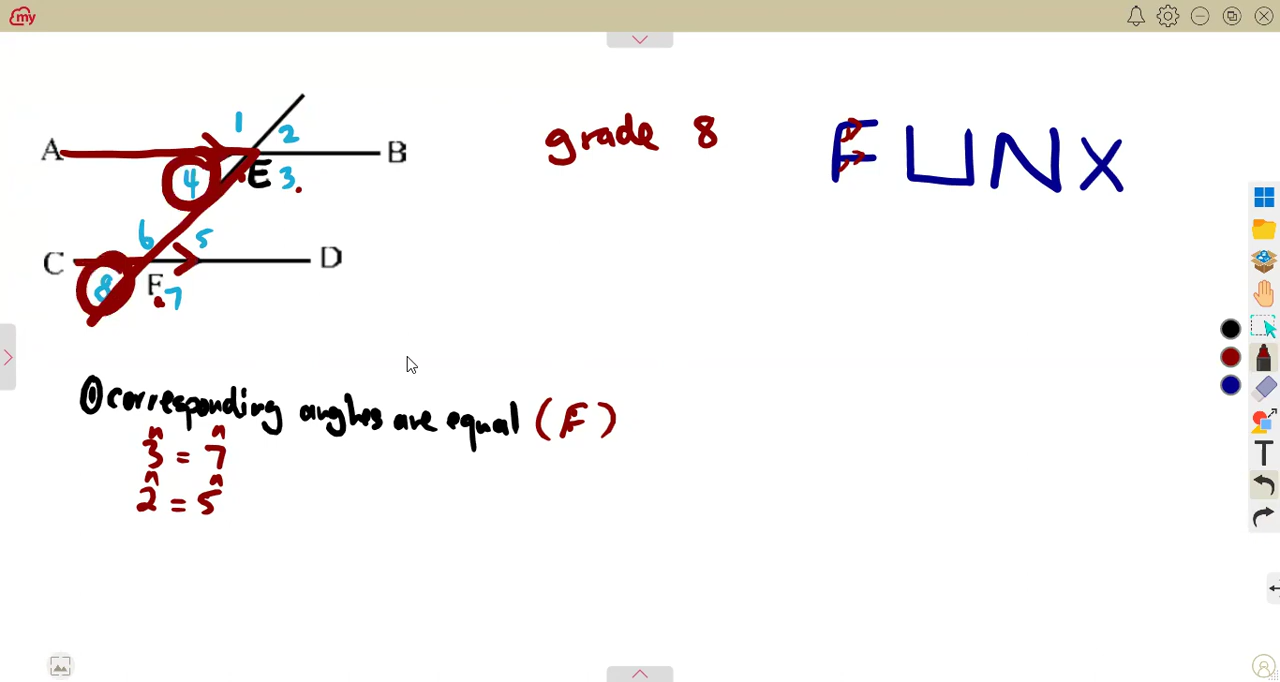 my
grade 8
F U N X
A
1
2
B
4
E
3
C
6
5
D
8
F
7
① corresponding angles are equal (F)
3̂ = 7̂
2̂ = 5̂
T